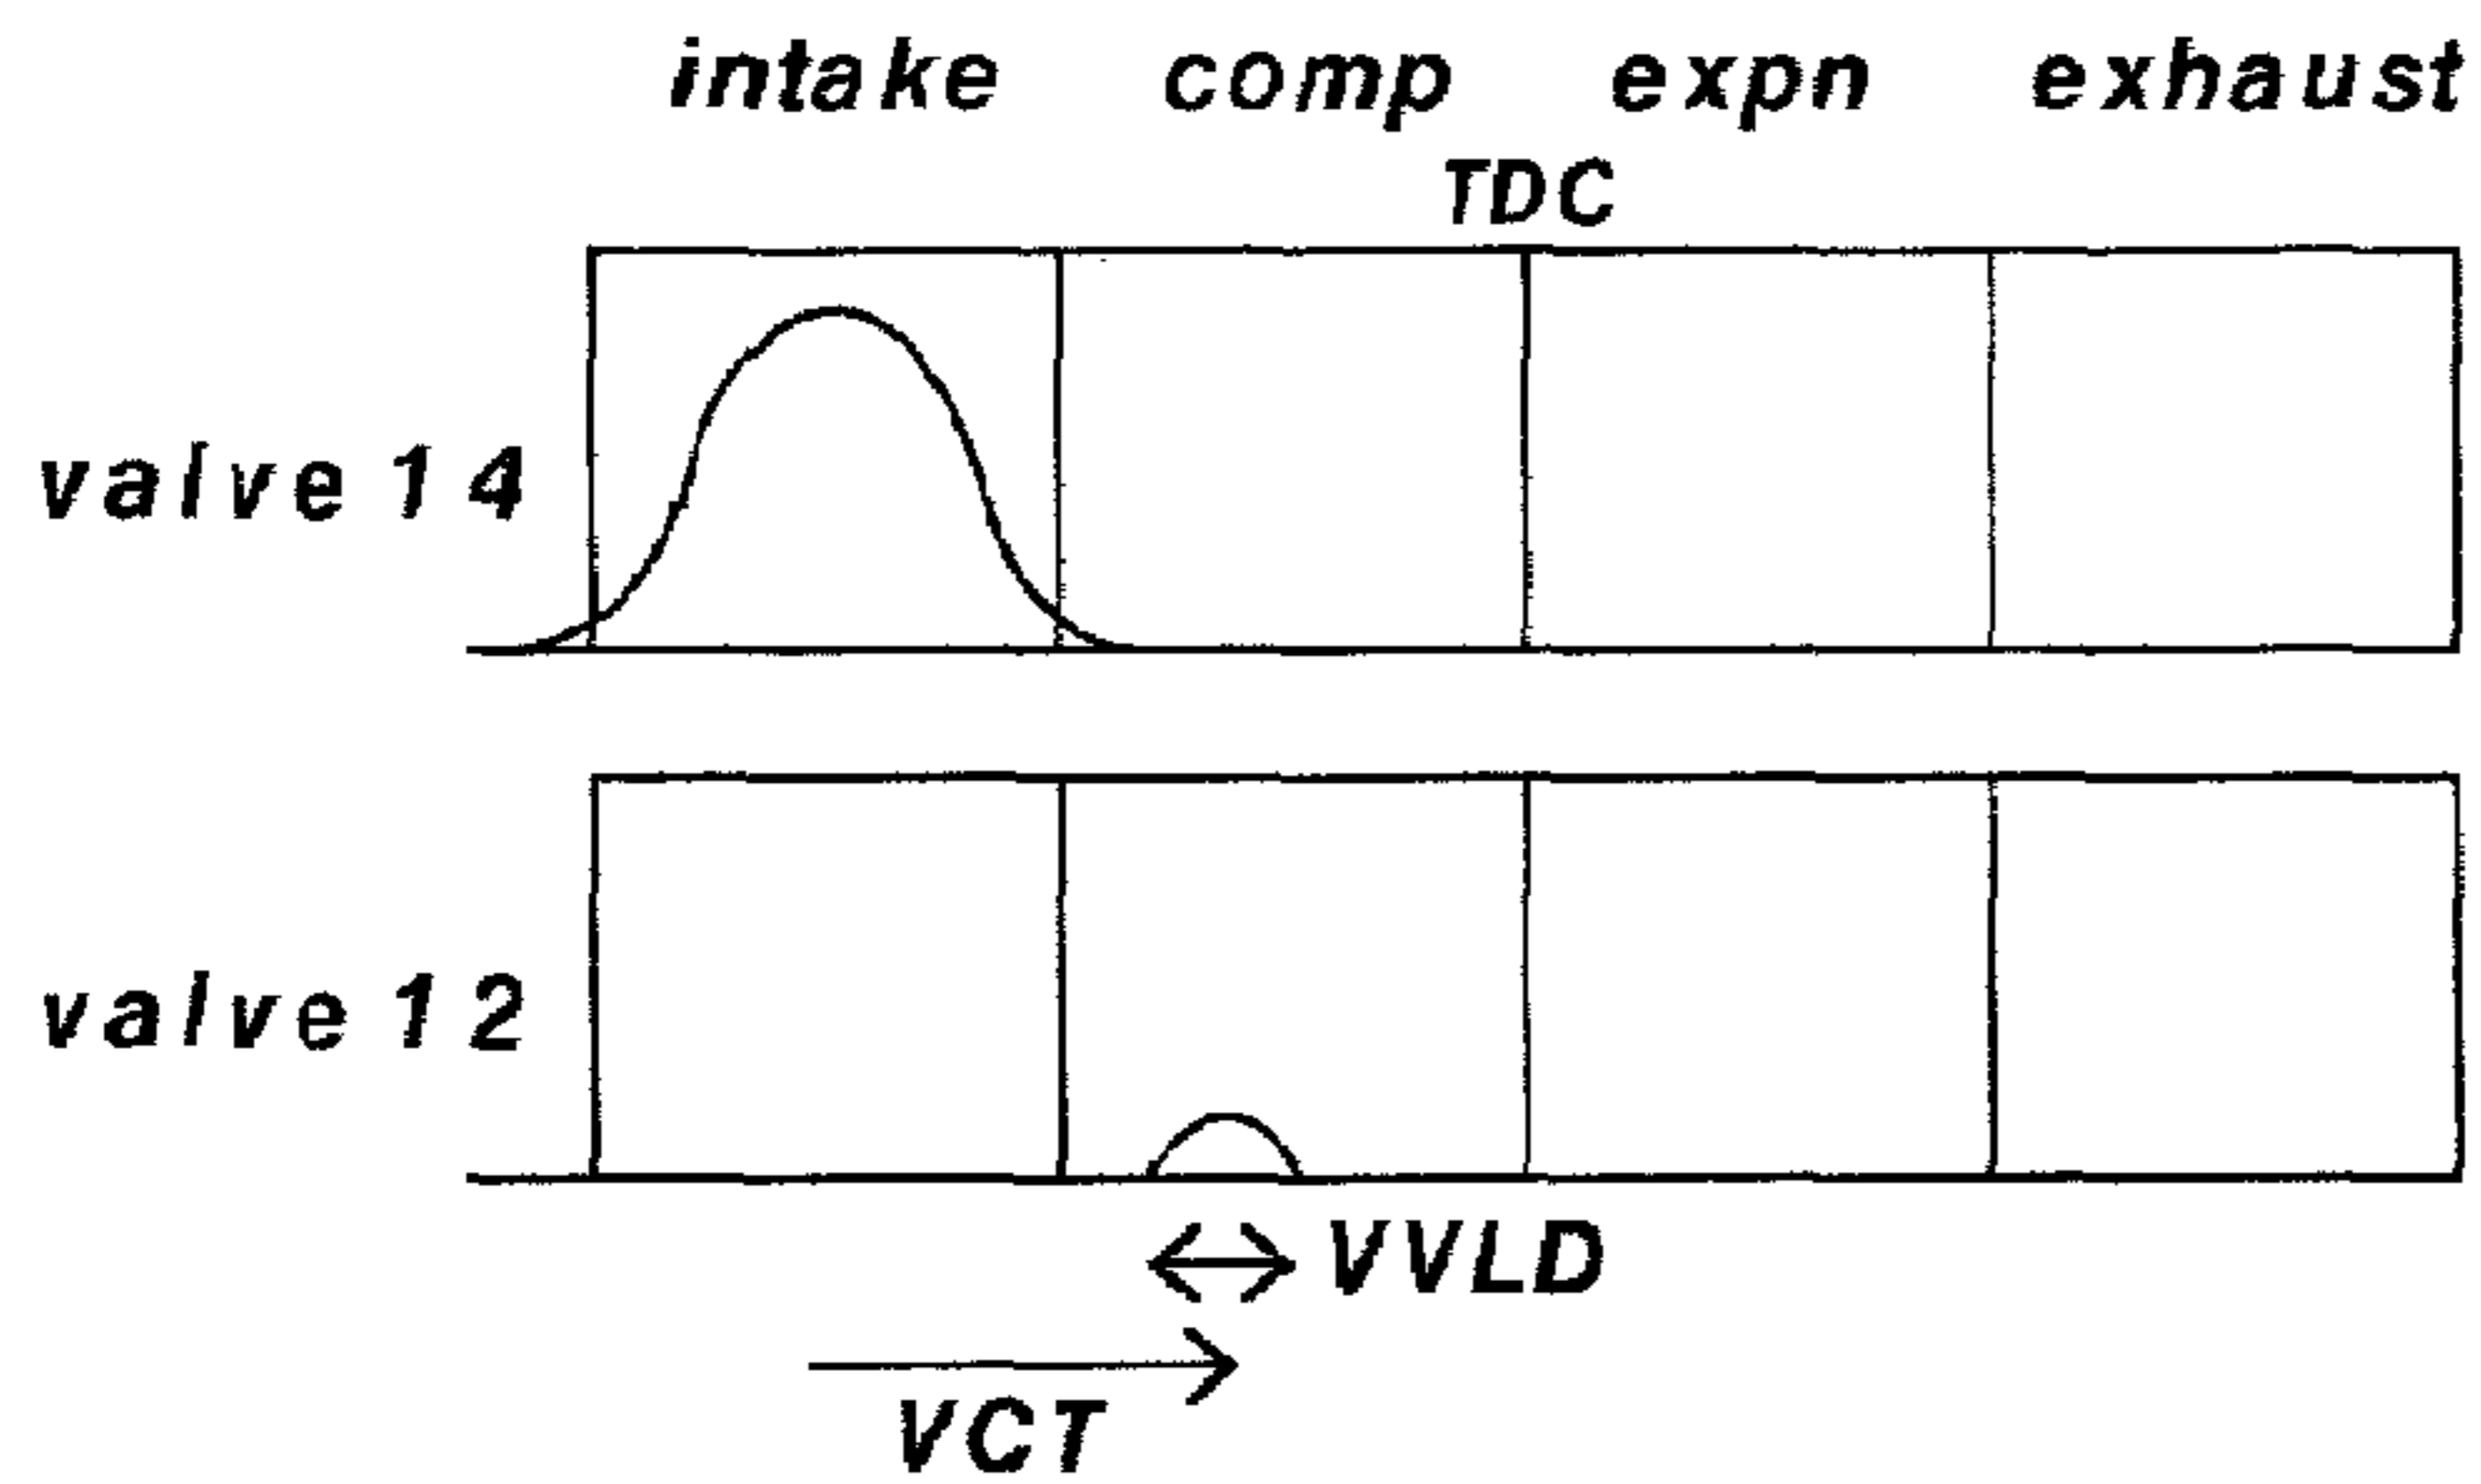 intake comp expn exhaust
TDC
valve 14
valve 12
VVLD
VCT